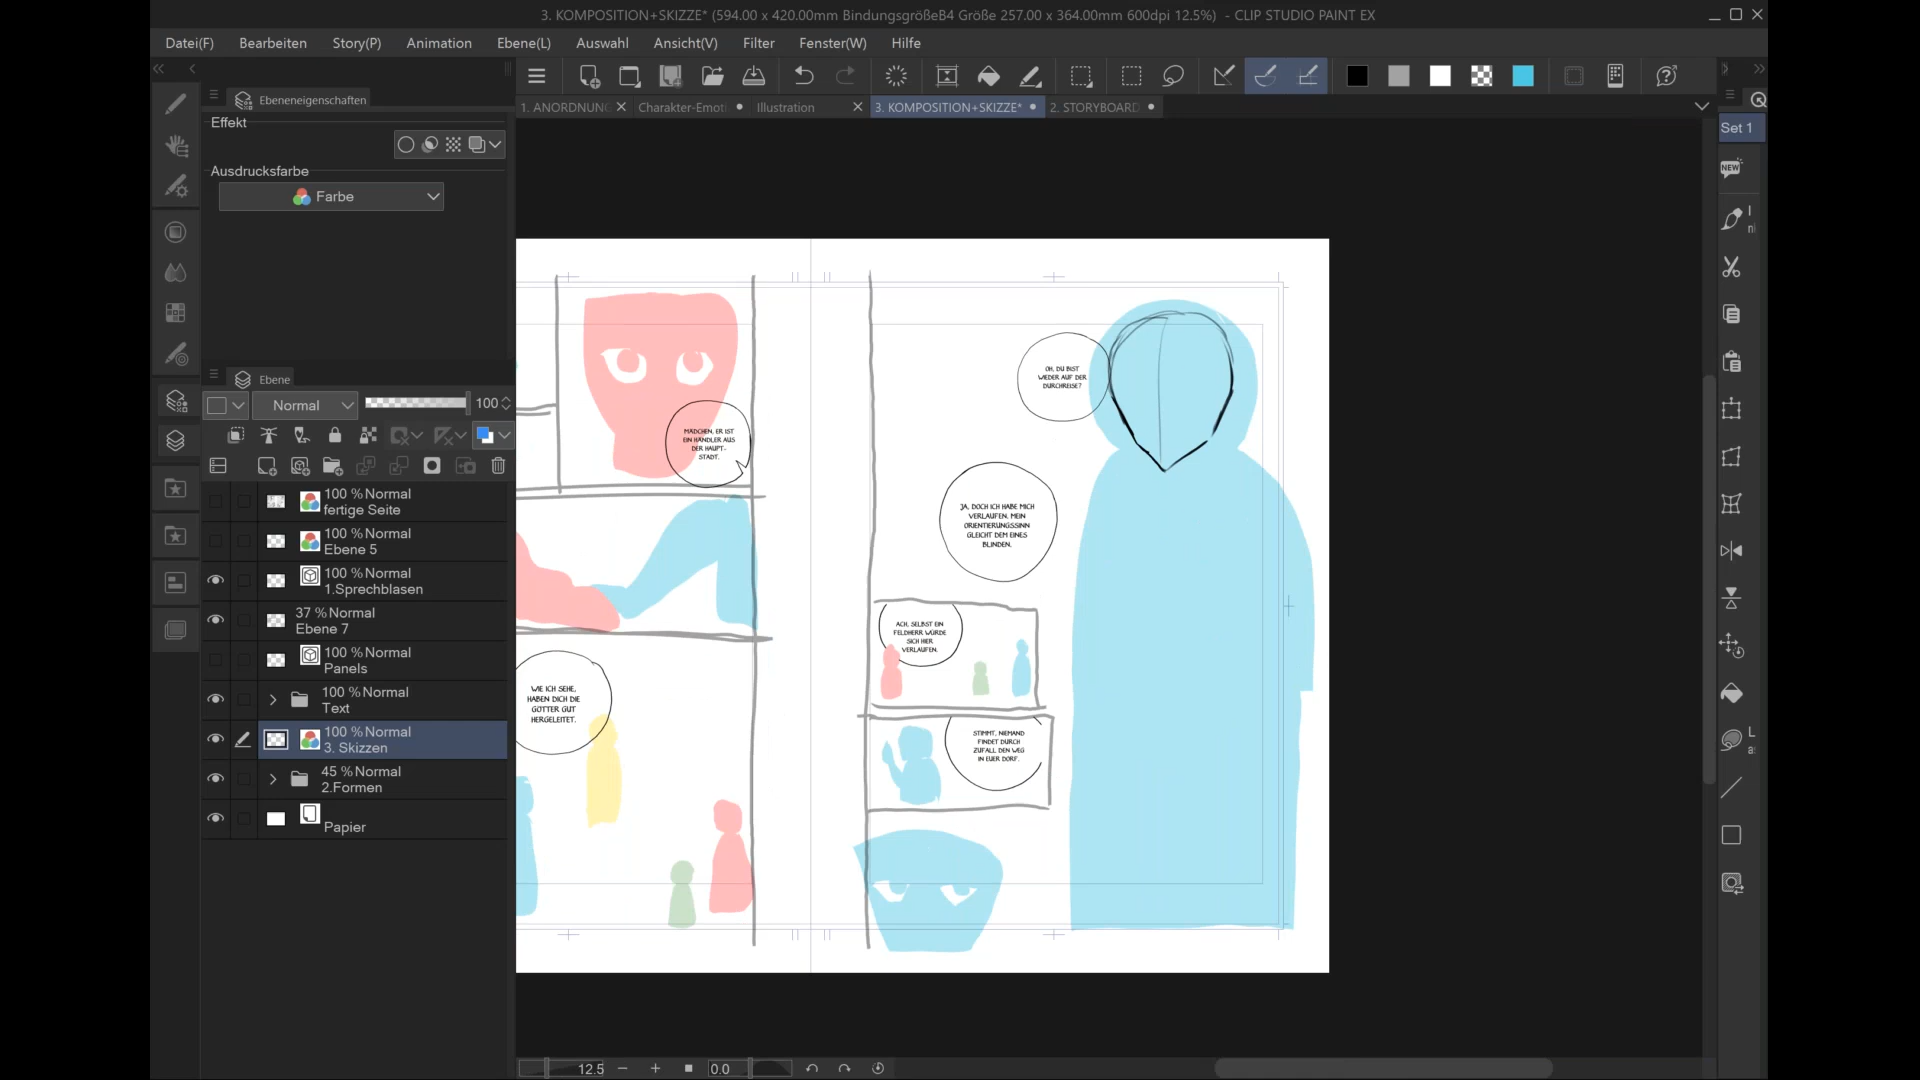 3. KOMPOSITION+SKIZZE* (594.00 x 420.00mm BindungsgrößeB4 Größe 257.00 x 364.00mm 600dpi 12.5%) - CLIP STUDIO PAINT EX
Datei(F) Bearbeiten Story(P) Animation Ebene(L) Auswahl Ansicht(V) Filter Fenster(W) Hilfe
Ebeneneigenschaften
1. ANORDNUN Charakter-Emoti Illustration 3. KOMPOSITION+SKIZZE* 2. STORYBOARD
Effekt
Ausdrucksfarbe
Farbe
Set 1
NEW
Ebene
Normal 100
100 % Normal
fertige Seite
100 % Normal
Ebene 5
100 % Normal
1.Sprechblasen
37 % Normal
Ebene 7
100 % Normal
Panels
100 % Normal
Text
100 % Normal
3. Skizzen
45 % Normal
2.Formen
Papier
MÄDCHEN, ER IST
EIN HÄNDLER AUS
DER HAUPT-
STADT.
WIE ICH SEHE,
HABEN DICH DIE
GÖTTER GUT
HERGELEITET.
OH, DU BIST
WIEDER AUF DER
DURCHREISE?
JA, DOCH ICH HABE MICH
VERLAUFEN. MEIN
ORIENTIERUNGSSINN
GLEICHT DEM EINES
BLINDEN.
ACH, SELBST EIN
FELDHERR WÜRDE
SICH HIER
VERLAUFEN.
STIMMT, NIEMAND
FINDET DURCH
ZUFALL DEN WEG
IN EUER DORF.
12.5 0.0